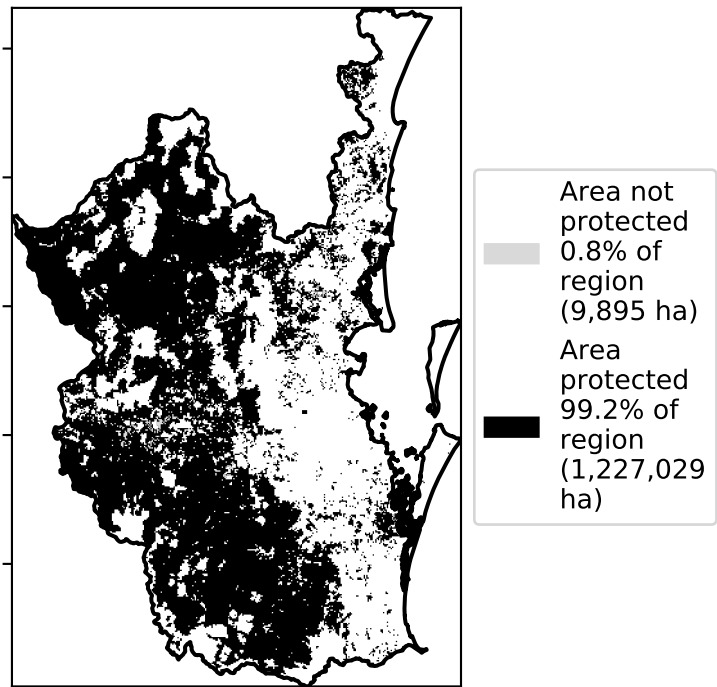 Area not
protected
0.8% of
region
(9,895 ha)
Area
protected
99.2% of
region
(1,227,029
ha)